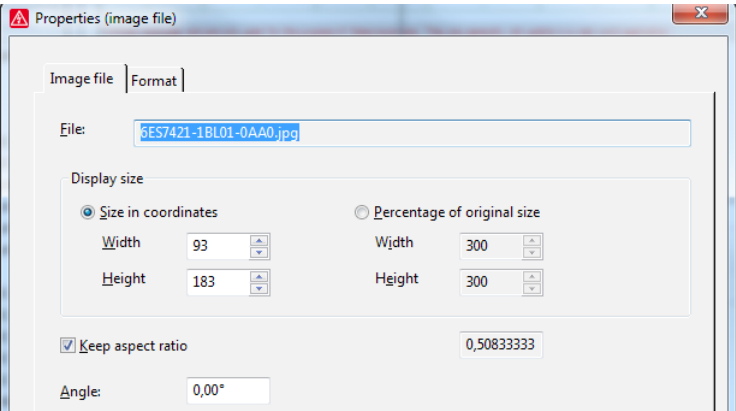 Properties (image file)
x
Image file Format
File: 6ES7421-1BL01-0AA0.jpg
Display size
Size in coordinates Percentage of original size
Width 93 Width 300
Height 183 Height 300
Keep aspect ratio 0,50833333
Angle: 0,00°